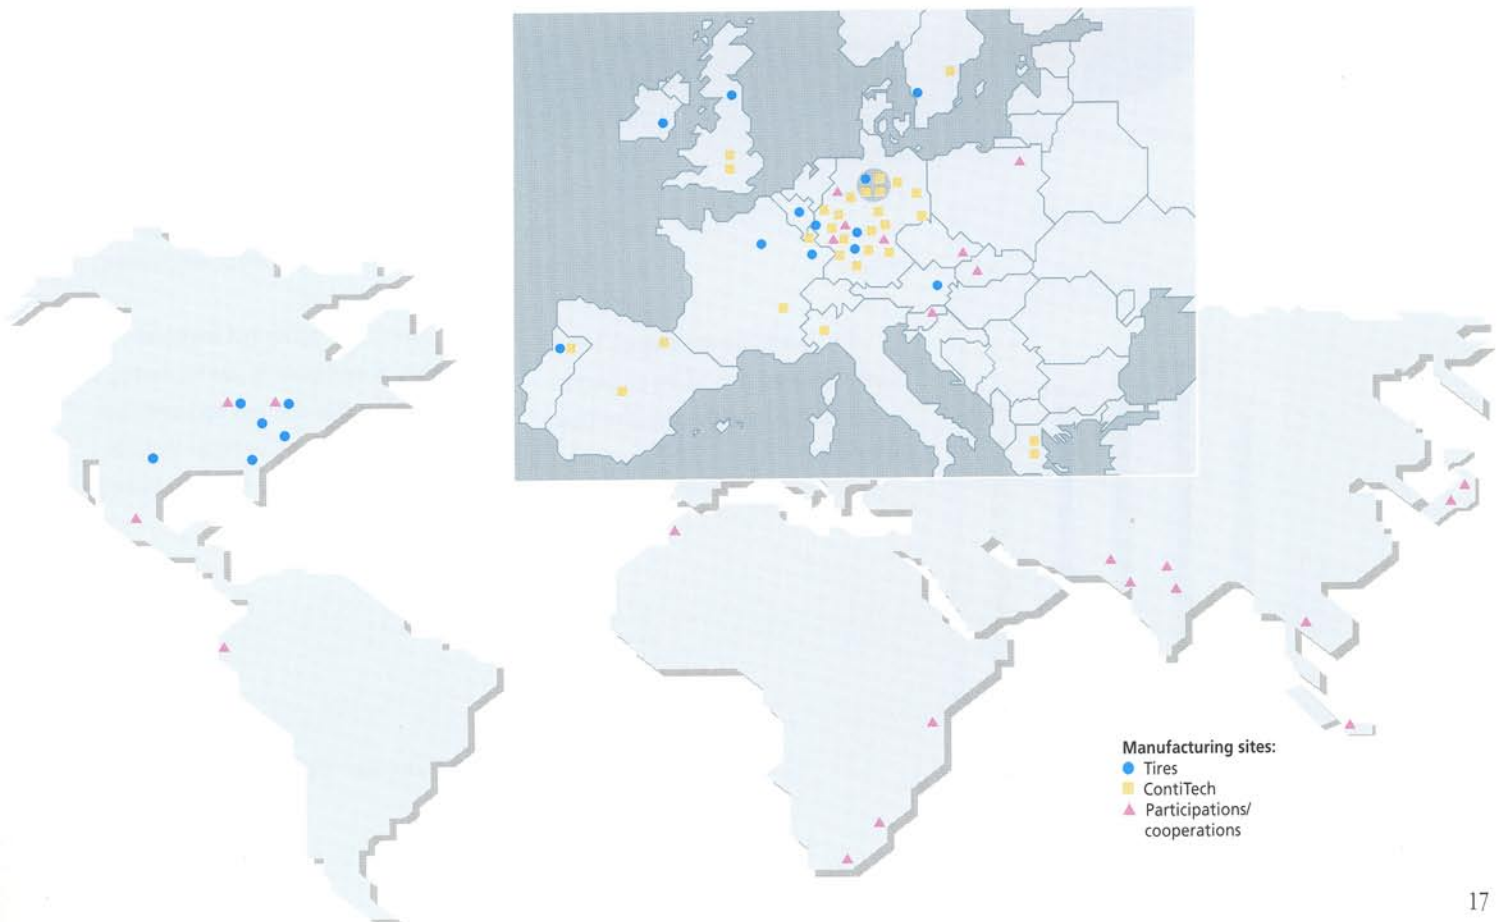 Manufacturing sites:
Tires
ContiTech
Participations/
cooperations
17